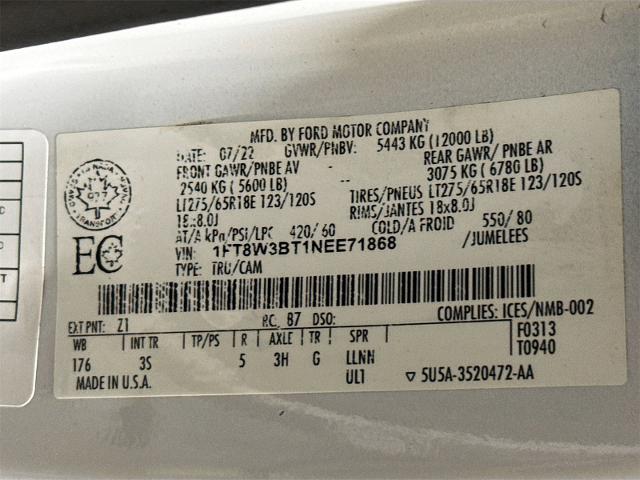 MFD. BY FORD MOTOR COMPANY
DATE: 07/22 GVWR/PNBV: 5443 KG (12000 LB)
FRONT GAWR/PNBE AV REAR GAWR/ PNBE AR
2540 KG ( 5600 LB) 3075 KG ( 6780 LB)
LT275/65R18E 123/120S TIRES/PNEUS LT275/65R18E 123/120S
18x8.0J RIMS/JANTES 18x8.0J
AT/A kPa/PSI/LPC 420/ 60 COLD/A FROID 550/ 80
VIN: 1FT8W3BT1NEE71868 /JUMELEES
TYPE: TRU/CAM
EC
EXT PNT: Z1 RC: B7 DSO: COMPLIES: ICES/NMB-002
WB INT TR TP/PS R AXLE TR SPR F0313
176 3S 5 3H G LLNN T0940
MADE IN U.S.A. UL1 ▽ 5U5A-3520472-AA